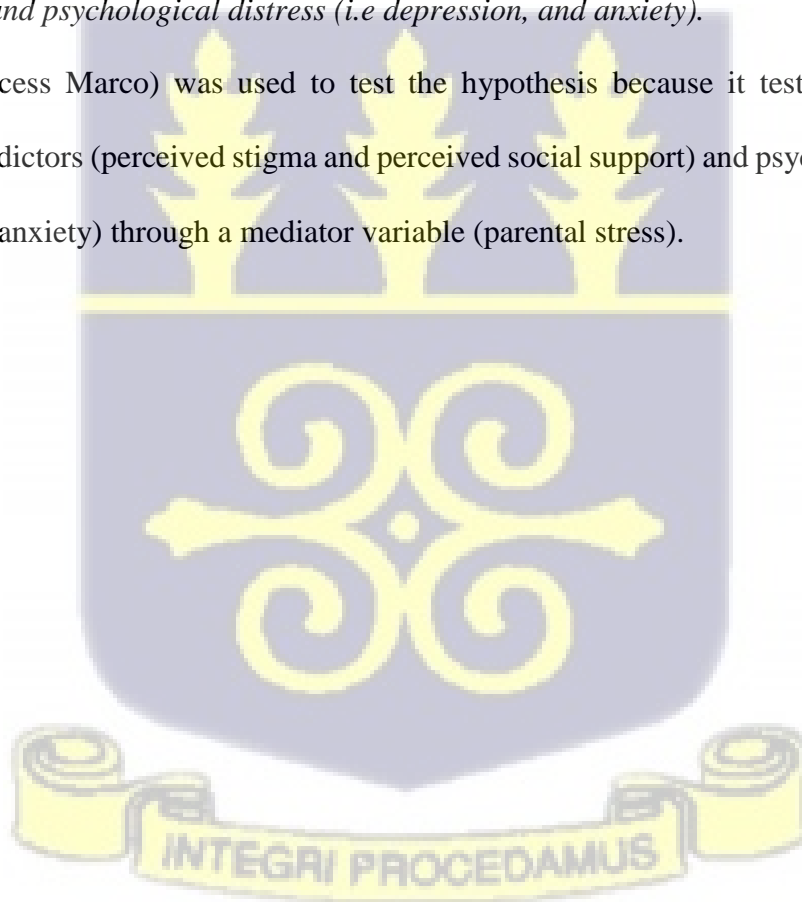 nd psychological distress (i.e depression, and anxiety).
cess Marco) was used to test the hypothesis because it test
dictors (perceived stigma and perceived social support) and psyc
anxiety) through a mediator variable (parental stress).
INTEGRI PROCEDAMUS